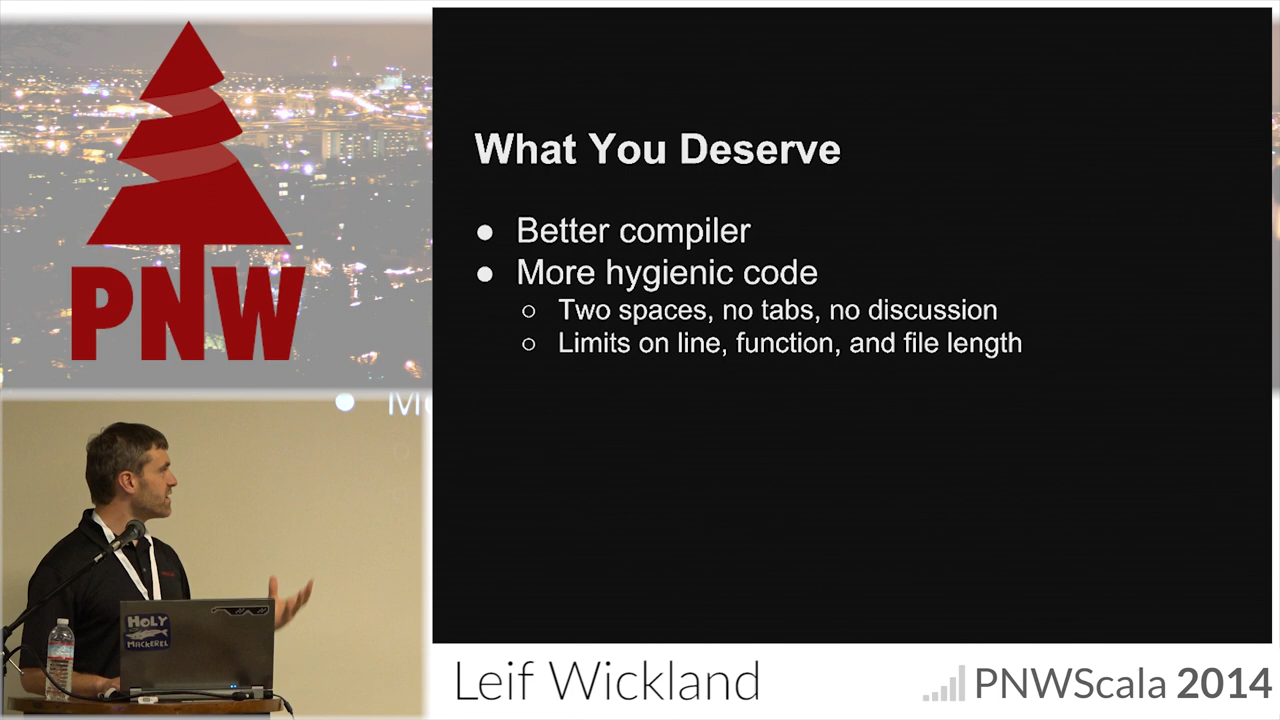 PNW
What You Deserve
● Better compiler
● More hygienic code
○ Two spaces, no tabs, no discussion
○ Limits on line, function, and file length
HOLY
MACKEREL
Leif Wickland
PNWScala 2014